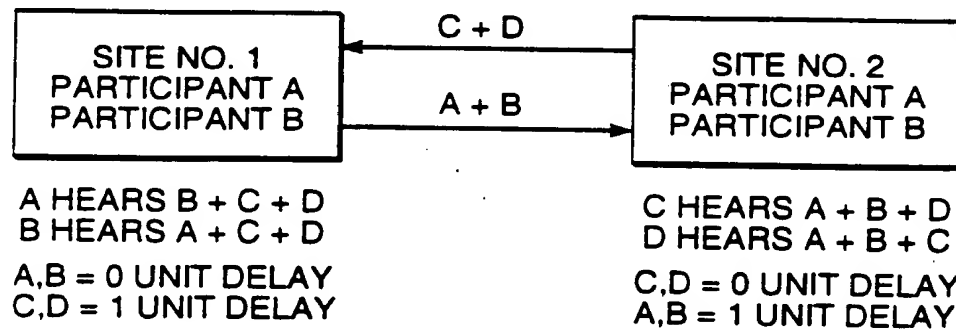 SITE NO. 1
PARTICIPANT A
PARTICIPANT B
C + D
A + B
SITE NO. 2
PARTICIPANT A
PARTICIPANT B
A HEARS B + C + D
B HEARS A + C + D
A,B = 0 UNIT DELAY
C,D = 1 UNIT DELAY
C HEARS A + B + D
D HEARS A + B + C
C,D = 0 UNIT DELAY
A,B = 1 UNIT DELAY